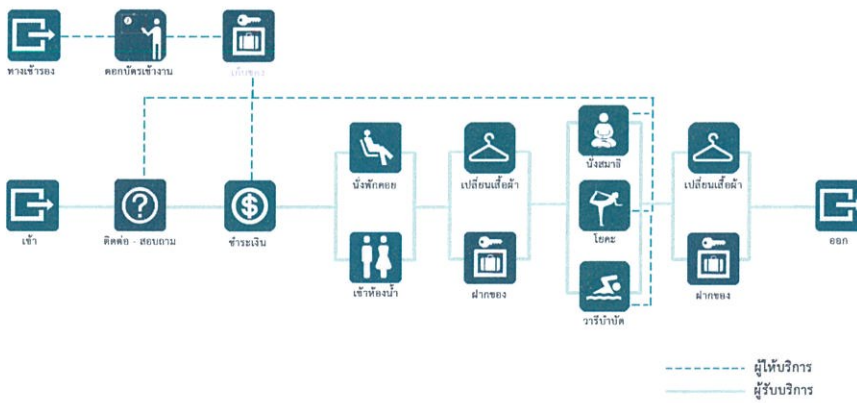 ทางเข้ารอง
ตอกบัตรเข้างาน
เก็บของ
นั่งพักคอย
เปลี่ยนเสื้อผ้า
นั่งสมาธิ
เปลี่ยนเสื้อผ้า
เข้า
ติดต่อ - สอบถาม
ชำระเงิน
โยคะ
ออก
เข้าห้องน้ำ
ฝากของ
วารีบำบัด
ฝากของ
ผู้ให้บริการ
ผู้รับบริการ